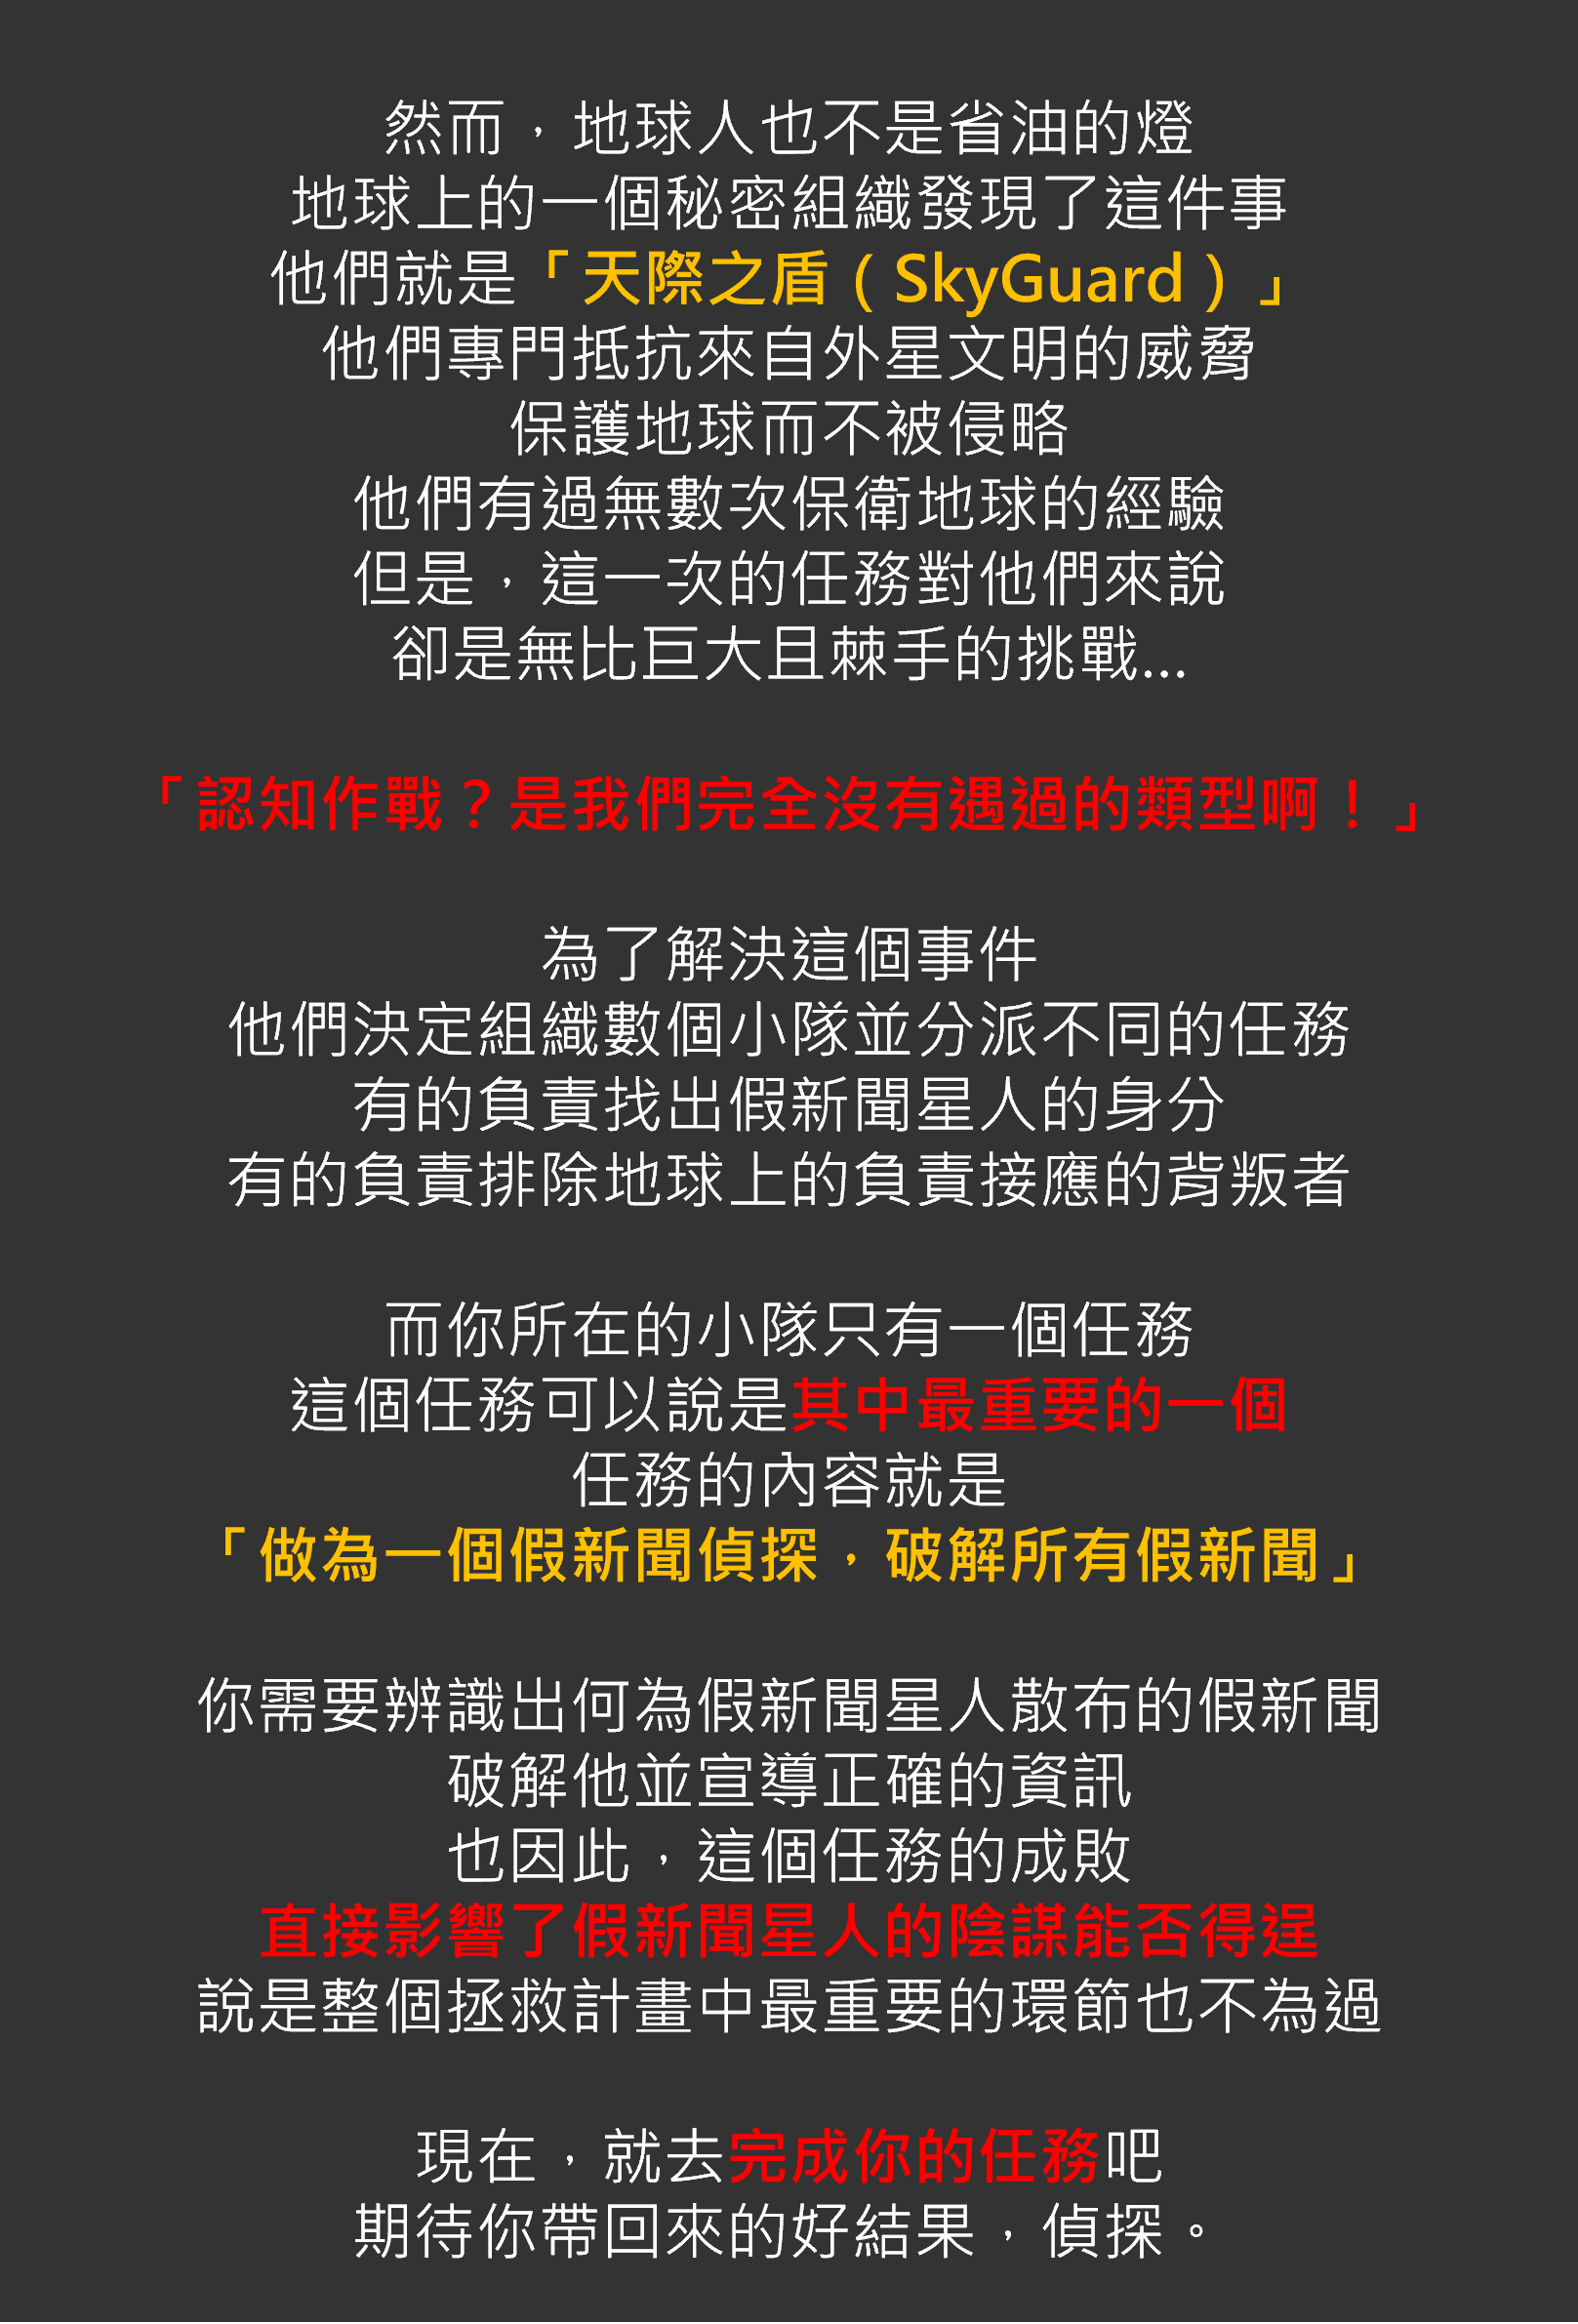 然而，地球人也不是省油的燈
地球上的一個秘密組織發現了這件事
他們就是「天際之盾（SkyGuard）」
他們專門抵抗來自外星文明的威脅
保護地球而不被侵略
他們有過無數次保衛地球的經驗
但是，這一次的任務對他們來說
卻是無比巨大且棘手的挑戰...
「認知作戰？是我們完全沒有遇過的類型啊！」
為了解決這個事件
他們決定組織數個小隊並分派不同的任務
有的負責找出假新聞星人的身分
有的負責排除地球上的負責接應的背叛者
而你所在的小隊只有一個任務
這個任務可以說是其中最重要的一個
任務的內容就是
「做為一個假新聞偵探，破解所有假新聞」
你需要辨識出何為假新聞星人散布的假新聞
破解他並宣導正確的資訊
也因此，這個任務的成敗
直接影響了假新聞星人的陰謀能否得逞
說是整個拯救計畫中最重要的環節也不為過
現在，就去完成你的任務吧
期待你帶回來的好結果，偵探。